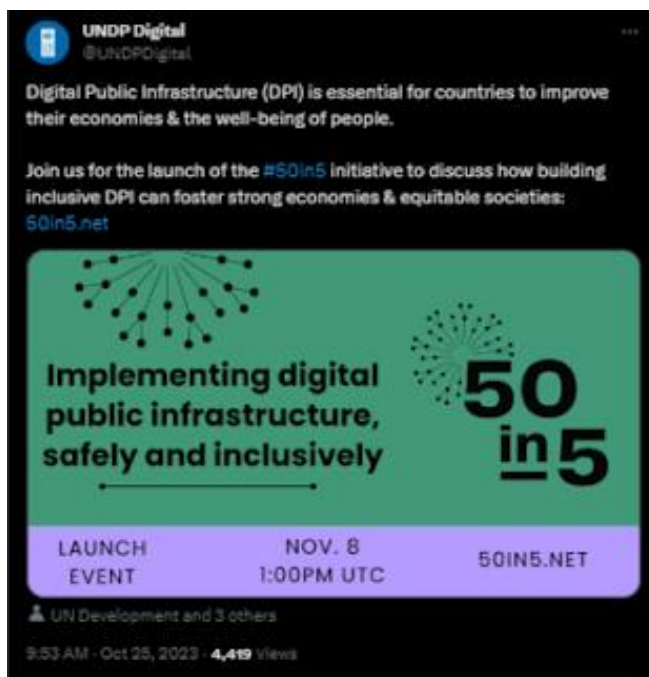 UNDP Digital
@UNDPDigital
Digital Public Infrastructure (DPI) is essential for countries to improve
their economies & the well-being of people.
Join us for the launch of the #50in5 initiative to discuss how building
inclusive DPI can foster strong economies & equitable societies:
50in5.net
Implementing digital
public infrastructure,
safely and inclusively
50
in 5
LAUNCH
EVENT
NOV. 8
1:00PM UTC
50IN5.NET
UN Development and 3 others
9:53 AM · Oct 25, 2023 · 4,419 Views